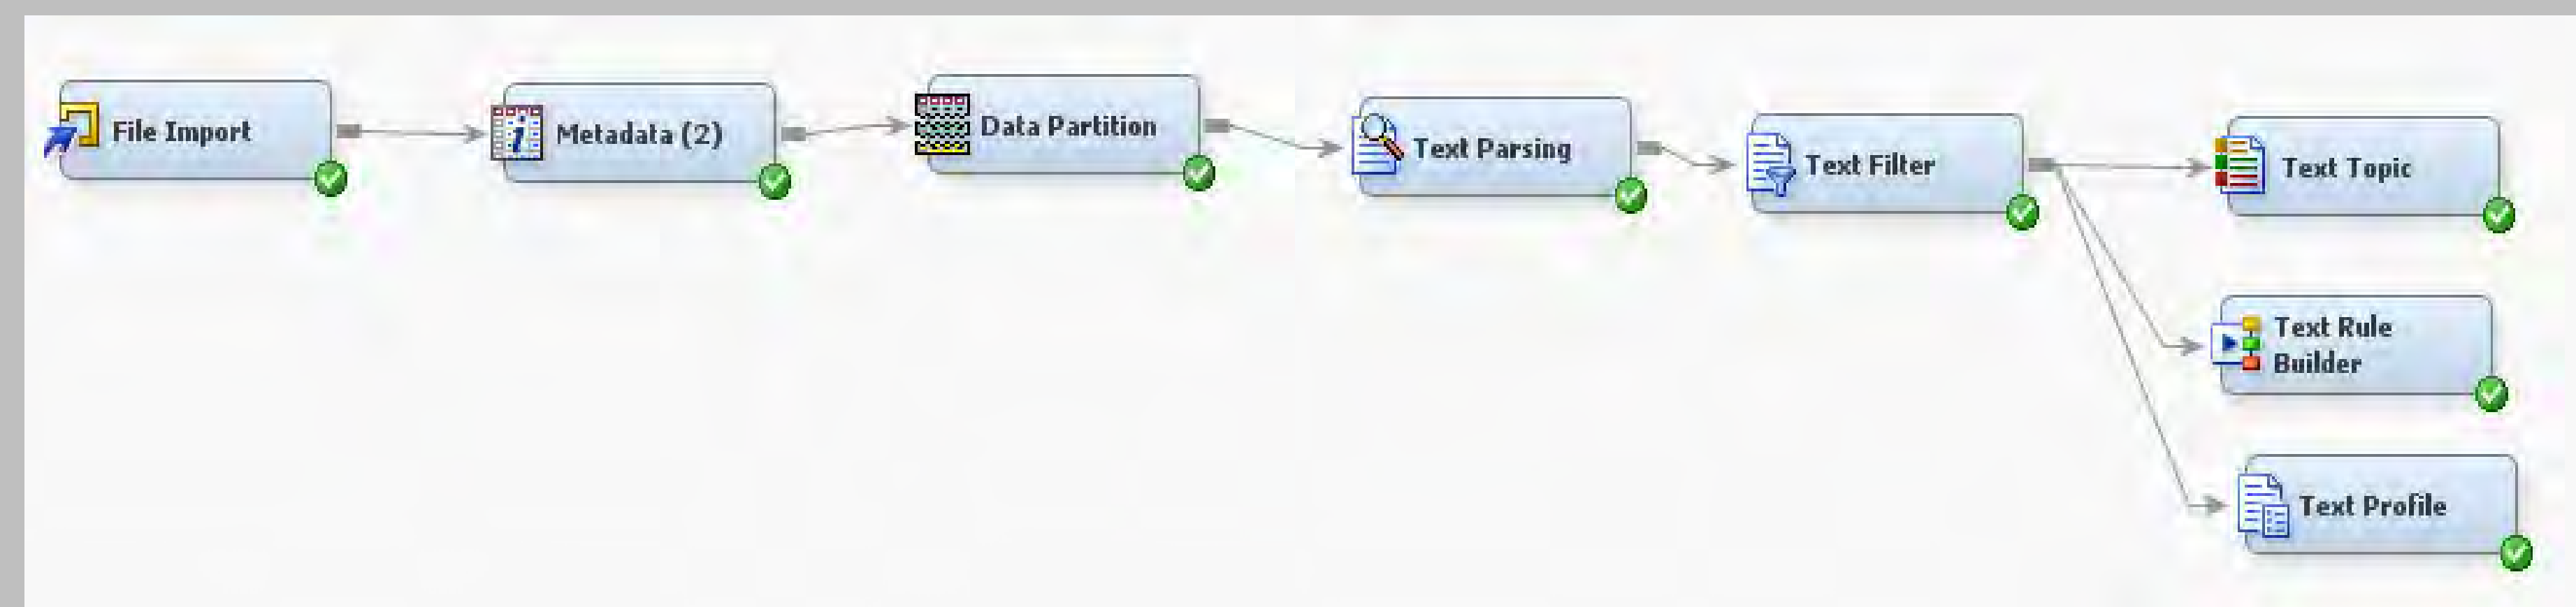 File Import
Metadata (2)
Data Partition
Text Parsing
Text Filter
Text Topic
Text Rule
Builder
Text Profile